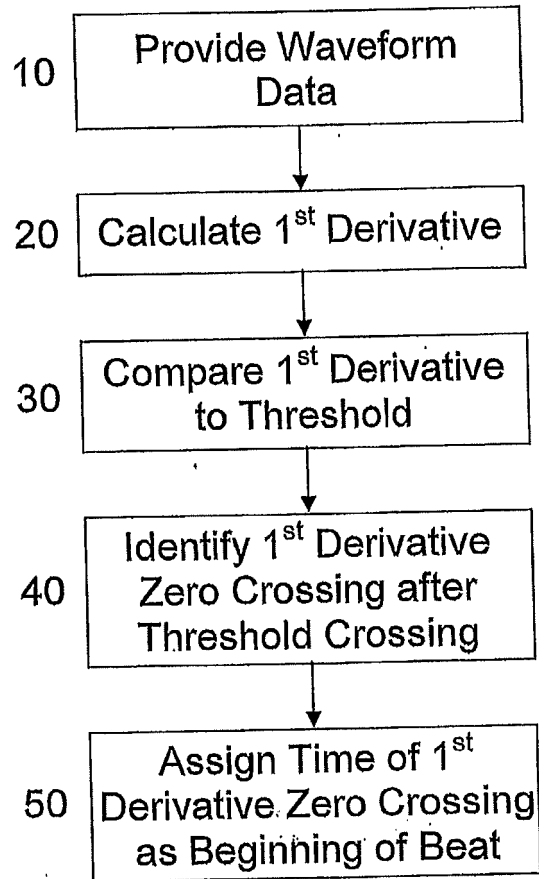 10
Provide Waveform
Data
20
Calculate 1st Derivative
30
Compare 1st Derivative
to Threshold
40
Identify 1st Derivative
Zero Crossing after
Threshold Crossing
50
Assign Time of 1st
Derivative Zero Crossing
as Beginning of Beat